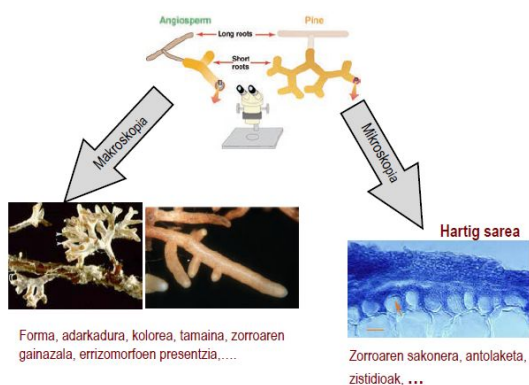 Angiosperm
Pine
Long roots
Short
roots
Makroskopia
Mikroskopia
Hartig sarea
Forma, adarkadura, kolorea, tamaina, zorroaren
gainazala, errizomorfoen presentzia,....
Zorroaren sakonera, antolaketa,
zistidioak, ...